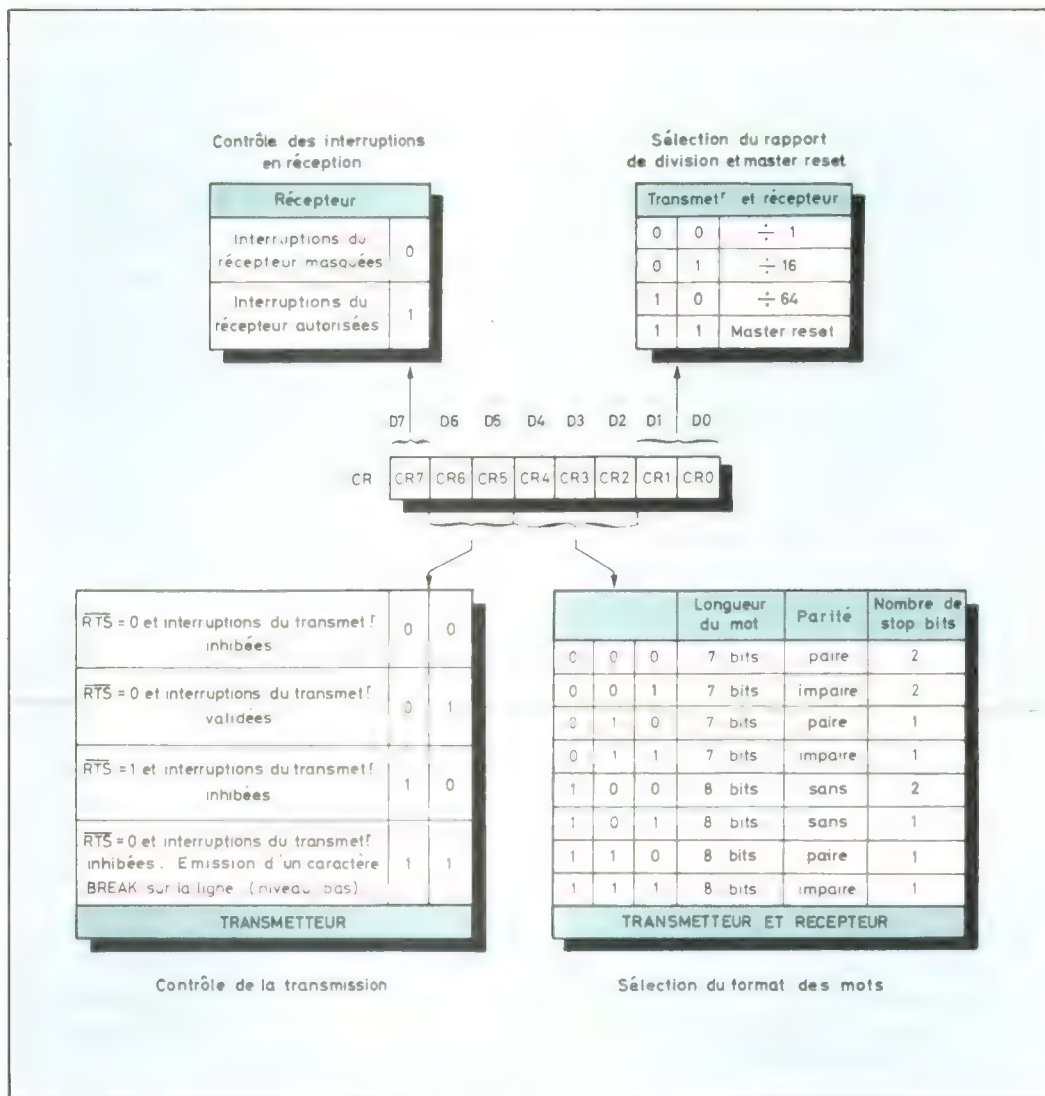 Contrôle des interruptions
en réception
Récepteur
Interruptions du
récepteur masquées
0
Interruptions du
récepteur autorisées
1
Sélection du rapport
de division et master reset
Transmetr et récepteur
0 0 ÷ 1
0 1 ÷ 16
1 0 ÷ 64
1 1 Master reset
D7 D6 D5 D4 D3 D2 D1 D0
CR CR7 CR6 CR5 CR4 CR3 CR2 CR1 CR0
RTS = 0 et interruptions du transmetr
inhibées
0 0
RTS = 0 et interruptions du transmetr
validées
0 1
RTS = 1 et interruptions du transmetr
inhibées
1 0
RTS = 0 et interruptions du transmetr
inhibées. Emission d'un caractère
BREAK sur la ligne (niveau bas)
1 1
TRANSMETTEUR
Contrôle de la transmission
Longueur
du mot
Parité
Nombre de
stop bits
0 0 0 7 bits paire 2
0 0 1 7 bits impaire 2
0 1 0 7 bits paire 1
0 1 1 7 bits impaire 1
1 0 0 8 bits sans 2
1 0 1 8 bits sans 1
1 1 0 8 bits paire 1
1 1 1 8 bits impaire 1
TRANSMETTEUR ET RECEPTEUR
Sélection du format des mots